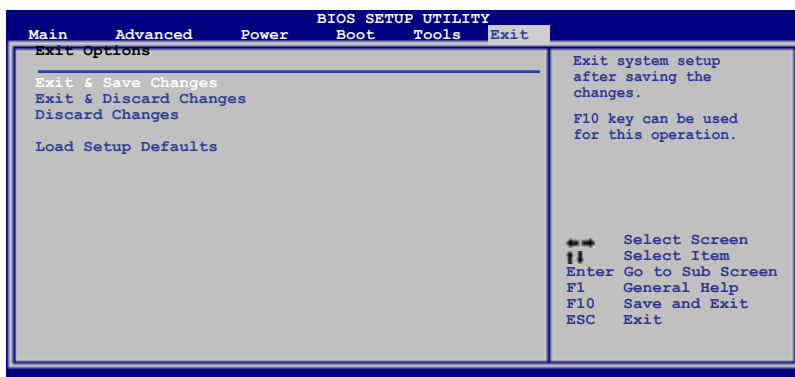 BIOS SETUP UTILITY
Main Advanced Power Boot Tools Exit
Exit Options
Exit & Save Changes
Exit & Discard Changes
Discard Changes
Load Setup Defaults
Exit system setup
after saving the
changes.
F10 key can be used
for this operation.
←→ Select Screen
↑↓ Select Item
Enter Go to Sub Screen
F1 General Help
F10 Save and Exit
ESC Exit